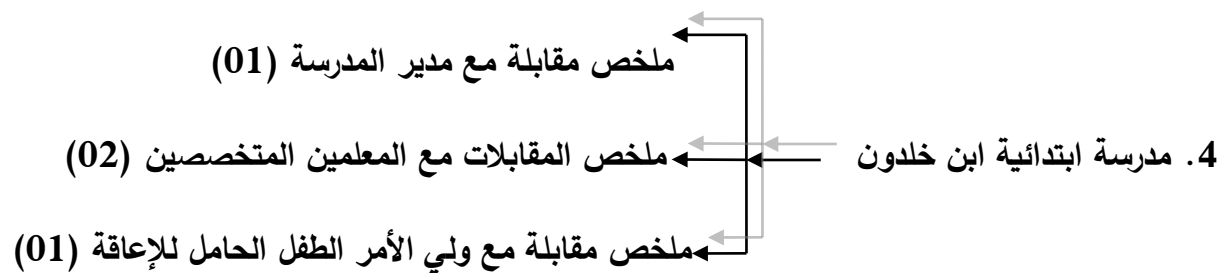 ملخص مقابلة مع مدير المدرسة (01)
4. مدرسة ابتدائية ابن خلدون
ملخص المقابلات مع المعلمين المتخصصين (02)
ملخص مقابلة مع ولي الأمر الطفل الحامل للإعاقة (01)